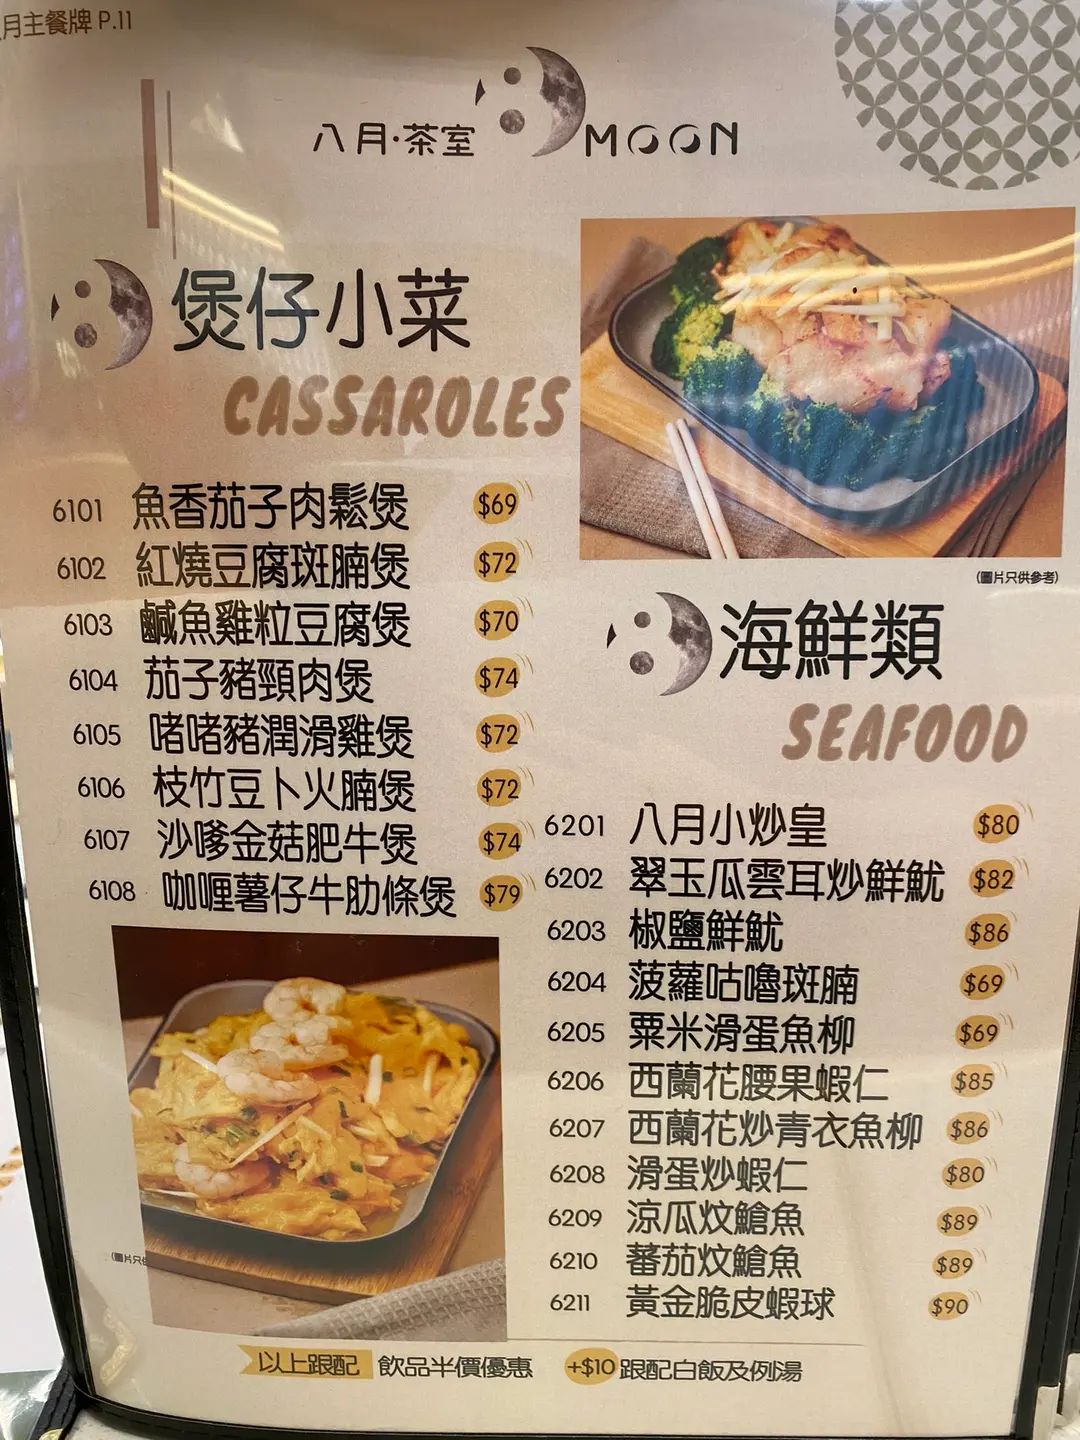 月主餐牌 P.11
八月·茶室 MOON
煲仔小菜
CASSAROLES
6101 魚香茄子肉鬆煲 $69
6102 紅燒豆腐斑腩煲 $72
6103 鹹魚雞粒豆腐煲 $70
6104 茄子豬頸肉煲 $74
6105 啫啫豬潤滑雞煲 $72
6106 枝竹豆卜火腩煲 $72
6107 沙嗲金菇肥牛煲 $74
6108 咖喱薯仔牛肋條煲 $79
(圖片只供參考)
海鮮類
SEAFOOD
6201 八月小炒皇 $80
6202 翠玉瓜雲耳炒鮮魷 $82
6203 椒鹽鮮魷 $86
6204 菠蘿咕嚕斑腩 $69
6205 粟米滑蛋魚柳 $69
6206 西蘭花腰果蝦仁 $85
6207 西蘭花炒青衣魚柳 $86
6208 滑蛋炒蝦仁 $80
6209 涼瓜炆鱠魚 $89
6210 蕃茄炆鱠魚 $89
6211 黃金脆皮蝦球 $90
(圖片只供
以上跟配 飲品半價優惠 +$10 跟配白飯及例湯